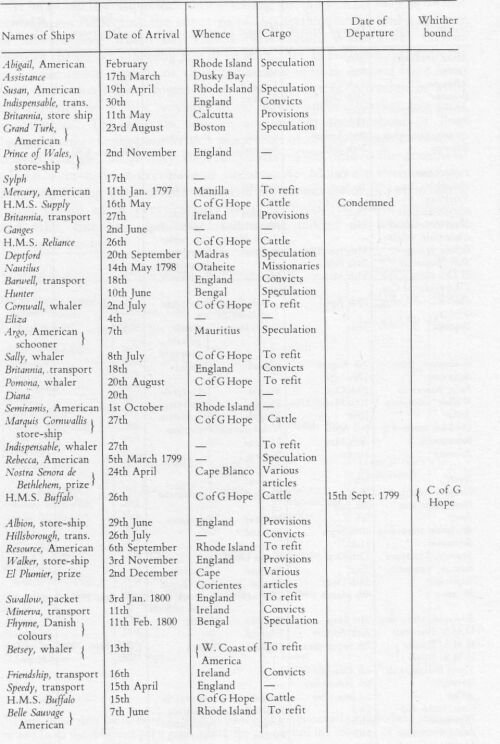 Names of Ships Date of Arrival Whence Cargo Date of Departure Whither bound
Abigail, American February Rhode Island Speculation
Assistance 17th March Dusky Bay
Susan, American 19th April Rhode Island Speculation
Indispensable, trans. 30th England Convicts
Britannia, store ship 11th May Calcutta Provisions
Grand Turk, } 23rd August Boston Speculation
American
Prince of Wales, } 2nd November England —
store-ship
Sylph 17th — —
Mercury, American 11th Jan. 1797 Manilla To refit
H.M.S. Supply 16th May C of G Hope Cattle Condemned
Britannia, transport 27th Ireland Provisions
Ganges 2nd June — —
H.M.S. Reliance 26th C of G Hope Cattle
Deptford 20th September Madras Speculation
Nautilus 14th May 1798 Otaheite Missionaries
Barwell, transport 18th England Convicts
Hunter 10th June Bengal Speculation
Cornwall, whaler 2nd July C of G Hope To refit
Eliza 4th — —
Argo, American } 7th Mauritius Speculation
schooner
Sally, whaler 8th July C of G Hope To refit
Britannia, transport 18th England Convicts
Pomona, whaler 20th August C of G Hope To refit
Diana 20th — —
Semiramis, American 1st October Rhode Island —
Marquis Cornwallis } 27th C of G Hope Cattle
store-ship
Indispensable, whaler 27th — To refit
Rebecca, American 5th March 1799 — Speculation
Nostra Senora de } 24th April Cape Blanco Various
Bethlehem, prize articles
H.M.S. Buffalo 26th C of G Hope Cattle 15th Sept. 1799 { C of G
Hope
Albion, store-ship 29th June England Provisions
Hillsborough, trans. 26th July — Convicts
Resource, American 6th September Rhode Island To refit
Walker, store-ship 3rd November England Provisions
El Plumier, prize 2nd December Cape Various
Corientes articles
Swallow, packet 3rd Jan. 1800 England To refit
Minerva, transport 11th Ireland Convicts
Fhynne, Danish } 11th Feb. 1800 Bengal Speculation
colours
Betsey, whaler { 13th { W. Coast of To refit
America
Friendship, transport 16th Ireland Convicts
Speedy, transport 15th April England —
H.M.S. Buffalo 15th C of G Hope Cattle
Belle Sauvage } 7th June Rhode Island To refit
American